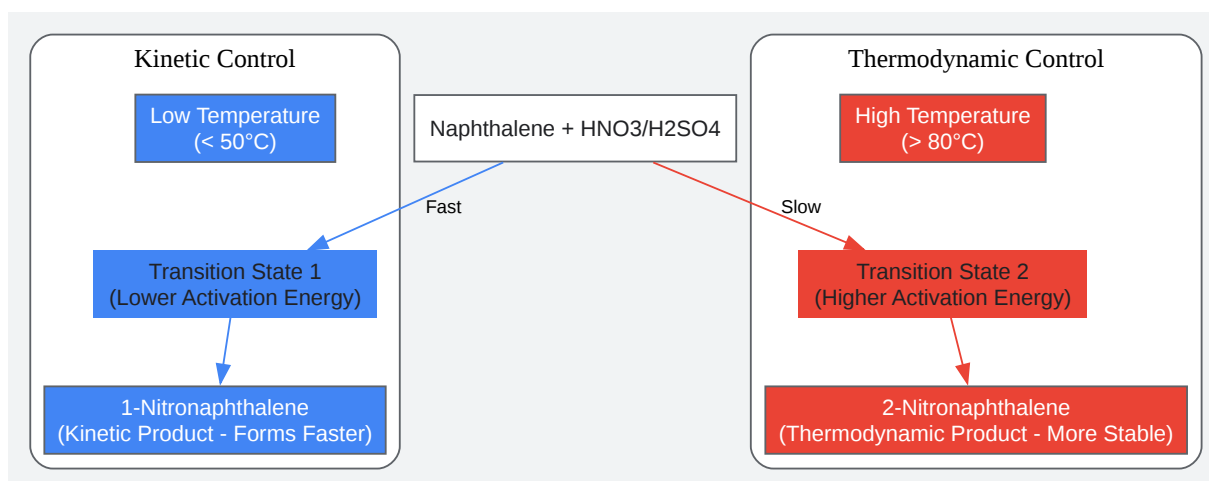 Kinetic Control
Low Temperature
(< 50°C)
Naphthalene + HNO3/H2SO4
Fast
Transition State 1
(Lower Activation Energy)
1-Nitronaphthalene
(Kinetic Product - Forms Faster)
Thermodynamic Control
High Temperature
(> 80°C)
Slow
Transition State 2
(Higher Activation Energy)
2-Nitronaphthalene
(Thermodynamic Product - More Stable)